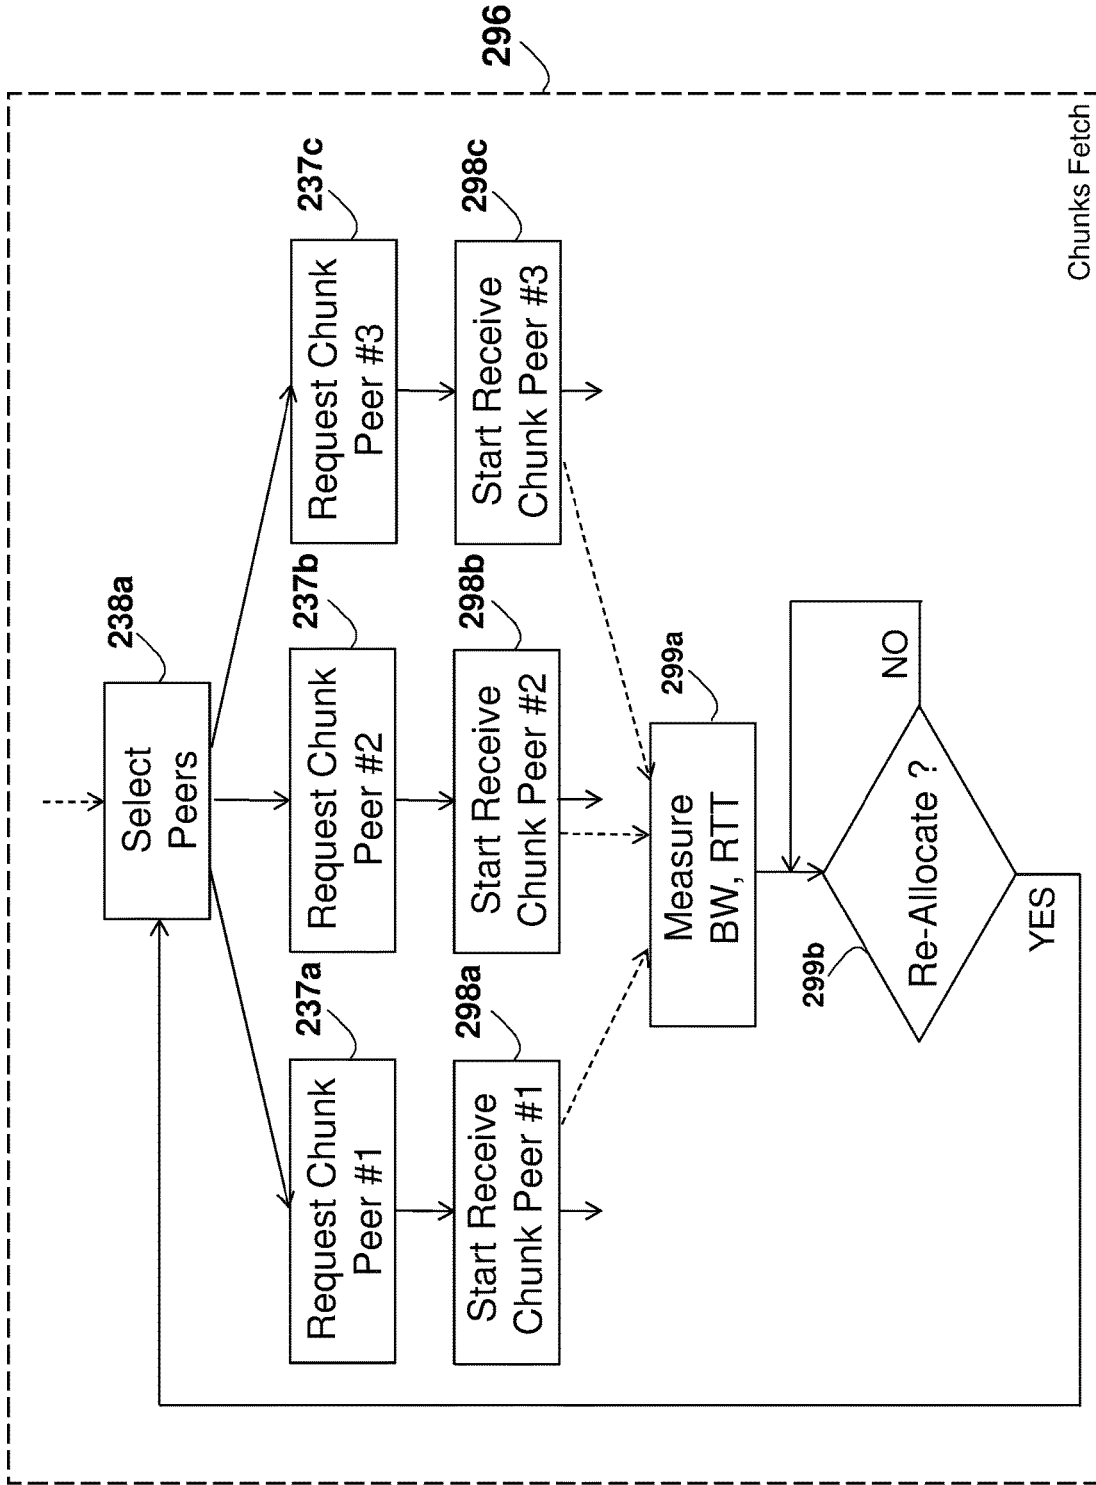 296
238a
Select
Peers
237a
Request Chunk
Peer #1
237b
Request Chunk
Peer #2
237c
Request Chunk
Peer #3
298a
Start Receive
Chunk Peer #1
298b
Start Receive
Chunk Peer #2
298c
Start Receive
Chunk Peer #3
299a
Measure
BW, RTT
299b
Re-Allocate ?
NO
YES
Chunks Fetch